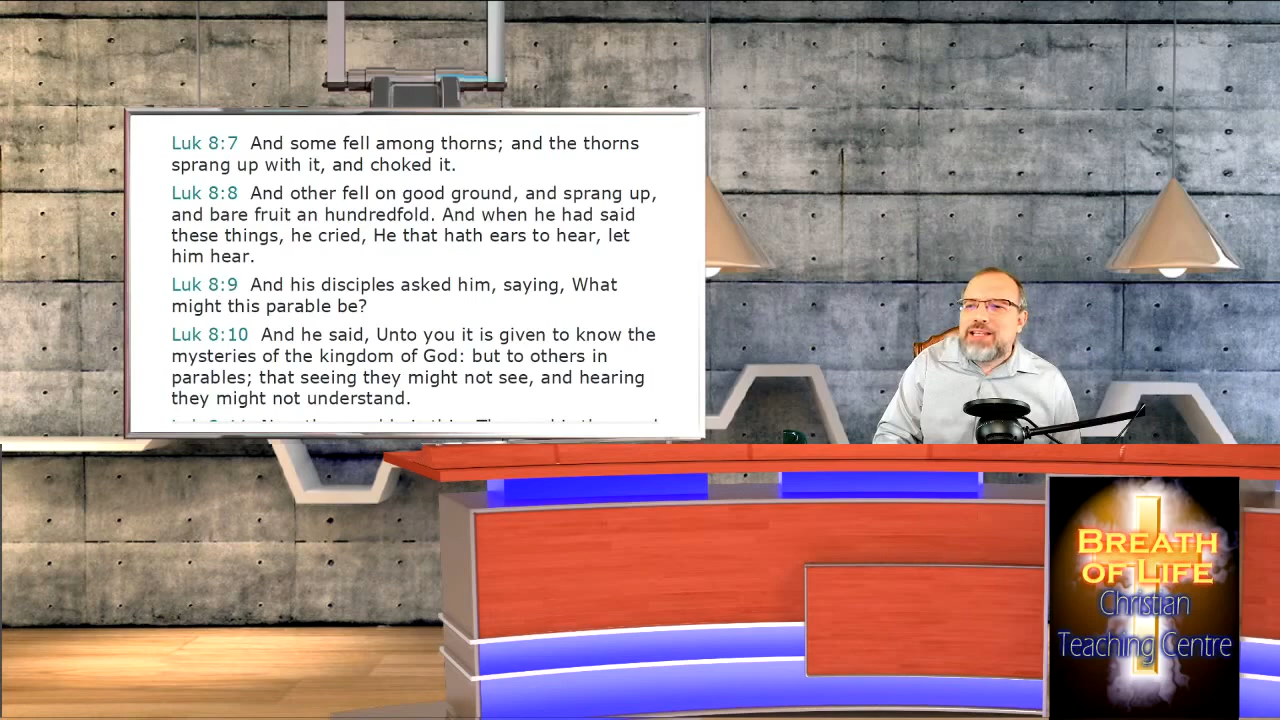 Luk 8:7 And some fell among thorns; and the thorns
sprang up with it, and choked it.
Luk 8:8 And other fell on good ground, and sprang up,
and bare fruit an hundredfold. And when he had said
these things, he cried, He that hath ears to hear, let
him hear.
Luk 8:9 And his disciples asked him, saying, What
might this parable be?
Luk 8:10 And he said, Unto you it is given to know the
mysteries of the kingdom of God: but to others in
parables; that seeing they might not see, and hearing
they might not understand.
BREATH
OF LIFE
Christian
Teaching Centre